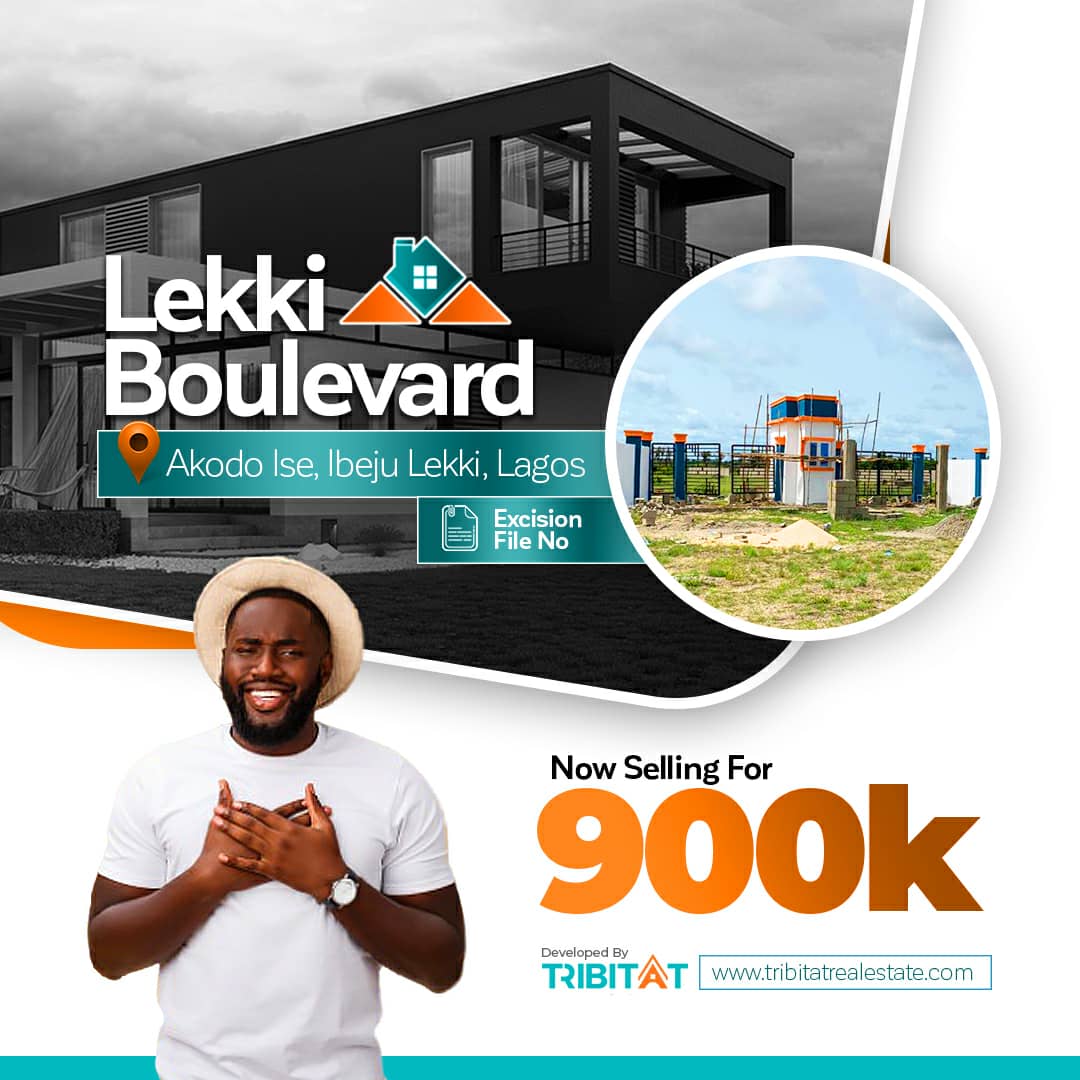 Lekki
Boulevard
Akodo Ise, Ibeju Lekki, Lagos
Excision
File No
Now Selling For
900k
Developed By
TRIBITAT
www.tribitatrealestate.com